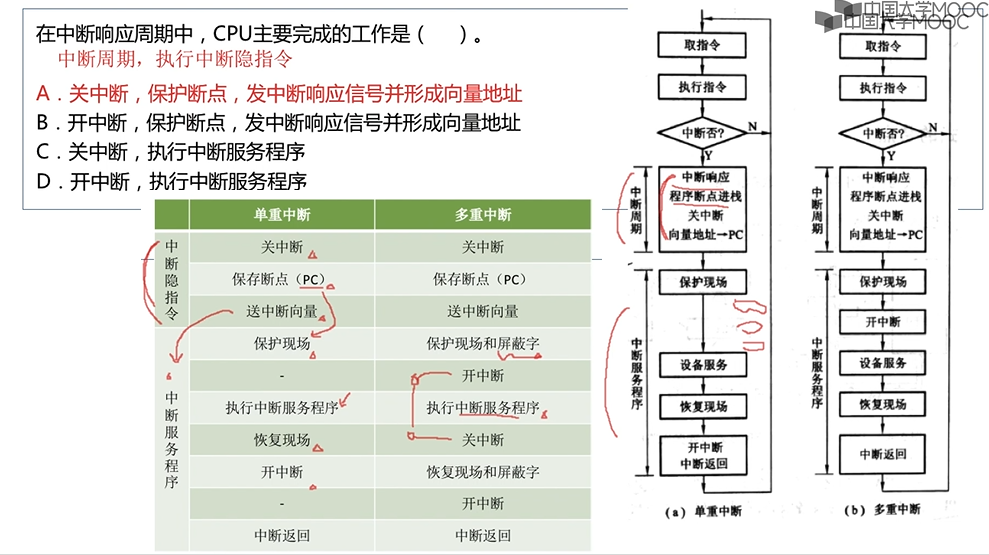 中国大学MOOC
中国大学MOOC
在中断响应周期中，CPU主要完成的工作是（　　）。
中断周期，执行中断隐指令
A．关中断，保护断点，发中断响应信号并形成向量地址
B．开中断，保护断点，发中断响应信号并形成向量地址
C．关中断，执行中断服务程序
D．开中断，执行中断服务程序
单重中断 多重中断
中断隐指令
关中断 关中断
保存断点（PC） 保存断点（PC）
送中断向量 送中断向量
中断服务程序
保护现场 保护现场和屏蔽字
- 开中断
执行中断服务程序 执行中断服务程序
恢复现场 关中断
开中断 恢复现场和屏蔽字
- 开中断
中断返回 中断返回
取指令
执行指令
中断否?
N
Y
中断周期
中断响应
程序断点进栈
关中断
向量地址→PC
中断服务程序
保护现场
设备服务
恢复现场
开中断
中断返回
(a) 单重中断
取指令
执行指令
中断否?
N
Y
中断周期
中断响应
程序断点进栈
关中断
向量地址→PC
中断服务程序
保护现场
开中断
设备服务
恢复现场
中断返回
(b) 多重中断